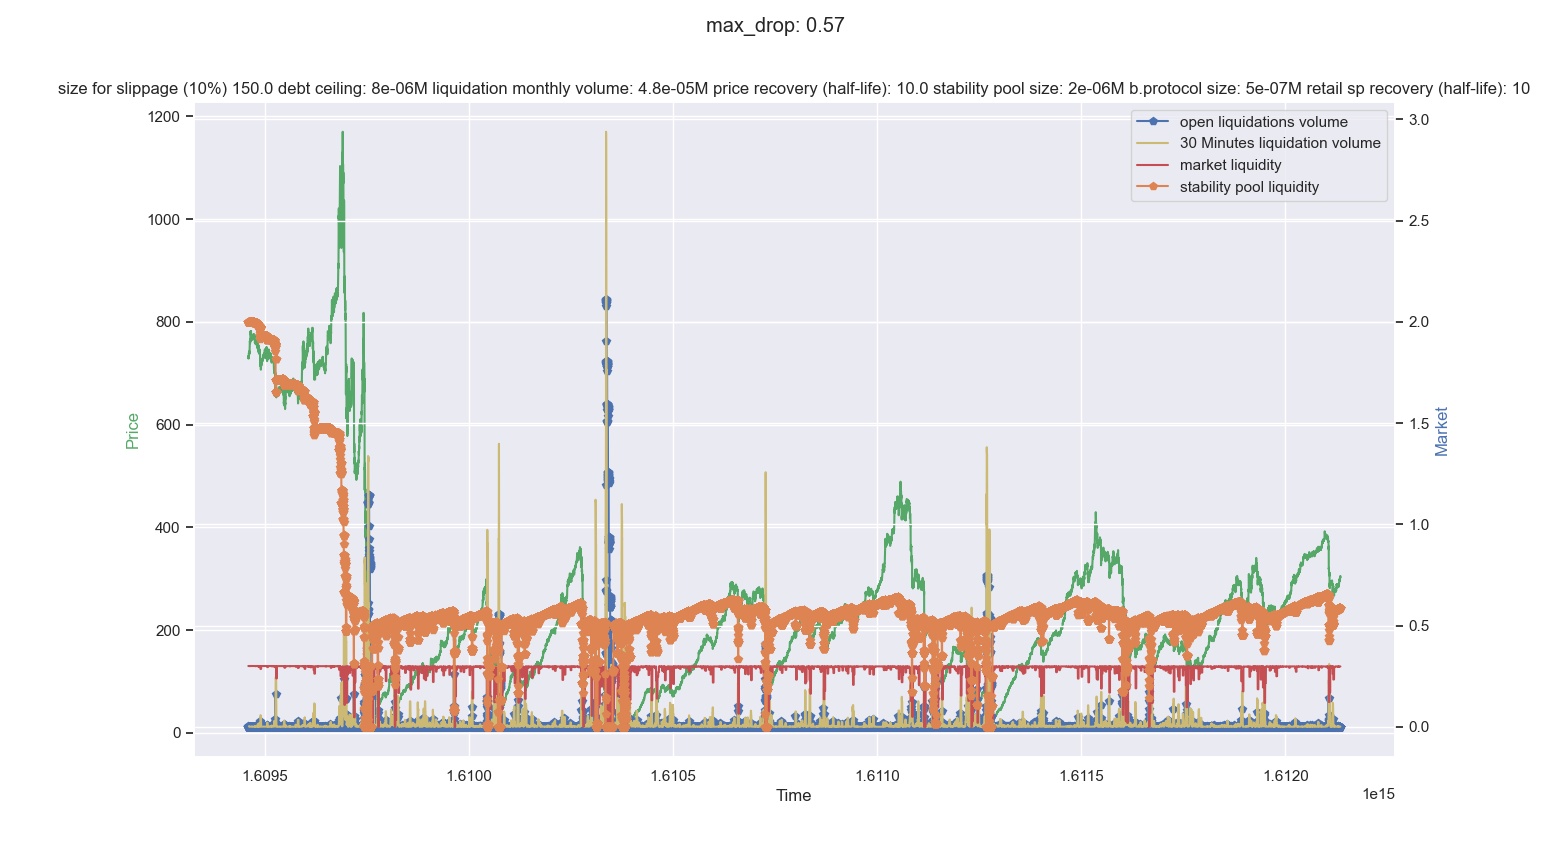 max_drop: 0.57
size for slippage (10%) 150.0 debt ceiling: 8e-06M liquidation monthly volume: 4.8e-05M price recovery (half-life): 10.0 stability pool size: 2e-06M b.protocol size: 5e-07M retail sp recovery (half-life): 10
1200
1000
800
600
400
200
0
Price
open liquidations volume
30 Minutes liquidation volume
market liquidity
stability pool liquidity
3.0
2.5
2.0
1.5
1.0
0.5
0.0
Market
1.6095
1.6100
1.6105
1.6110
1.6115
1.6120
Time
1e15